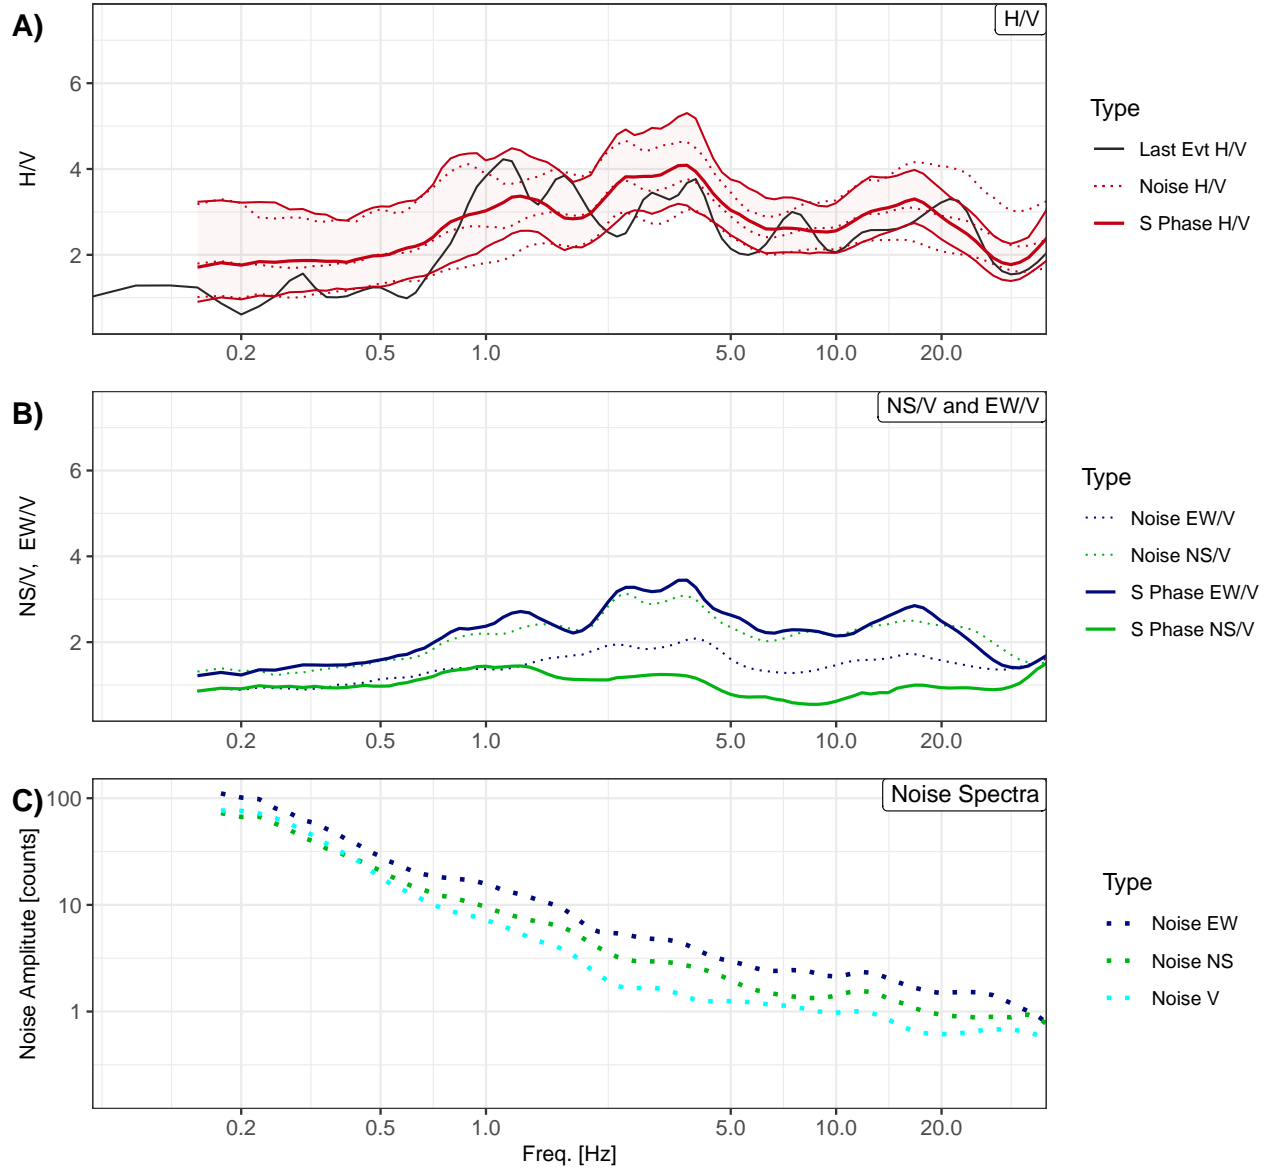 A)
H/V
6
4
2
H/V
0.2 0.5 1.0 5.0 10.0 20.0
Type
Last Evt H/V
Noise H/V
S Phase H/V
B)
NS/V and EW/V
6
4
2
NS/V, EW/V
0.2 0.5 1.0 5.0 10.0 20.0
Type
Noise EW/V
Noise NS/V
S Phase EW/V
S Phase NS/V
C)
Noise Spectra
100
10
1
Noise Amplitute [counts]
0.2 0.5 1.0 5.0 10.0 20.0
Freq. [Hz]
Type
Noise EW
Noise NS
Noise V